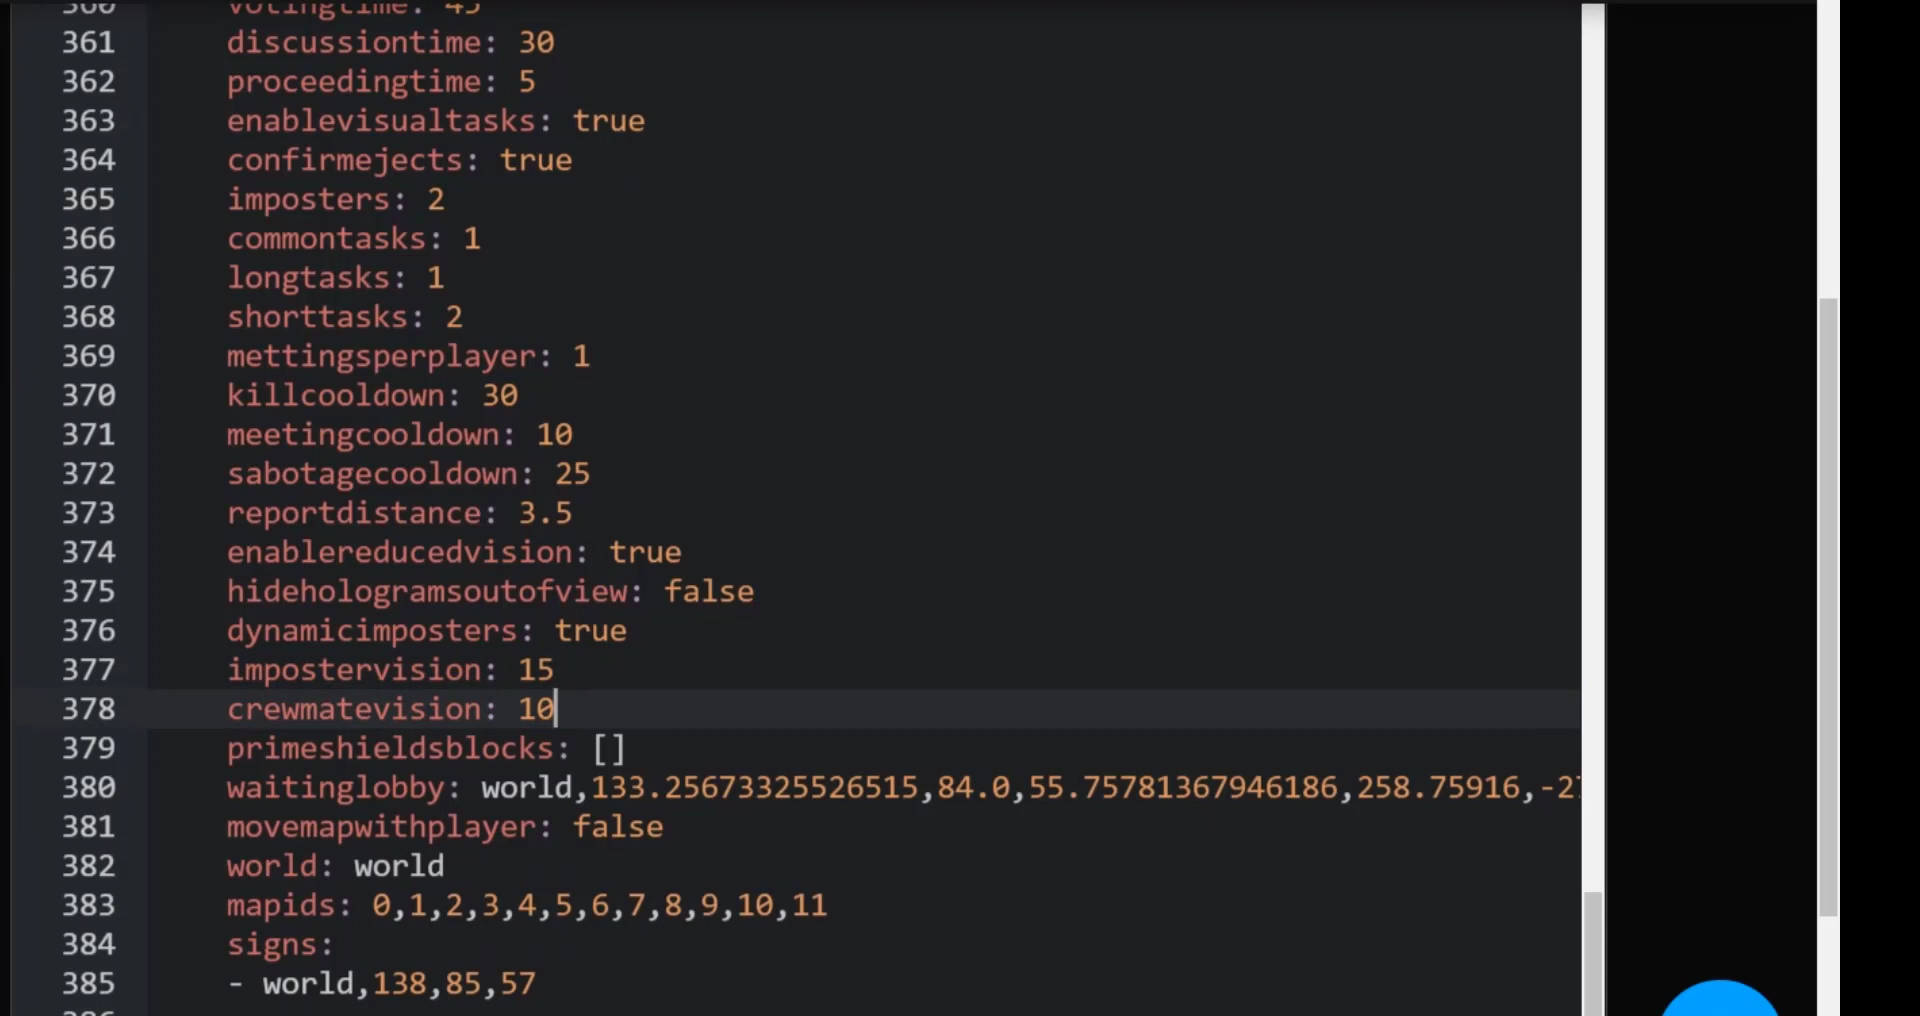 360 votingtime: 45
361 discussiontime: 30
362 proceedingtime: 5
363 enablevisualtasks: true
364 confirmejects: true
365 imposters: 2
366 commontasks: 1
367 longtasks: 1
368 shorttasks: 2
369 mettingsperplayer: 1
370 killcooldown: 30
371 meetingcooldown: 10
372 sabotagecooldown: 25
373 reportdistance: 3.5
374 enablereducedvision: true
375 hidehologramsoutofview: false
376 dynamicimposters: true
377 impostervision: 15
378 crewmatevision: 10
379 primeshieldsblocks: []
380 waitinglobby: world,133.25673325526515,84.0,55.75781367946186,258.75916,-27
381 movemapwithplayer: false
382 world: world
383 mapids: 0,1,2,3,4,5,6,7,8,9,10,11
384 signs:
385 - world,138,85,57